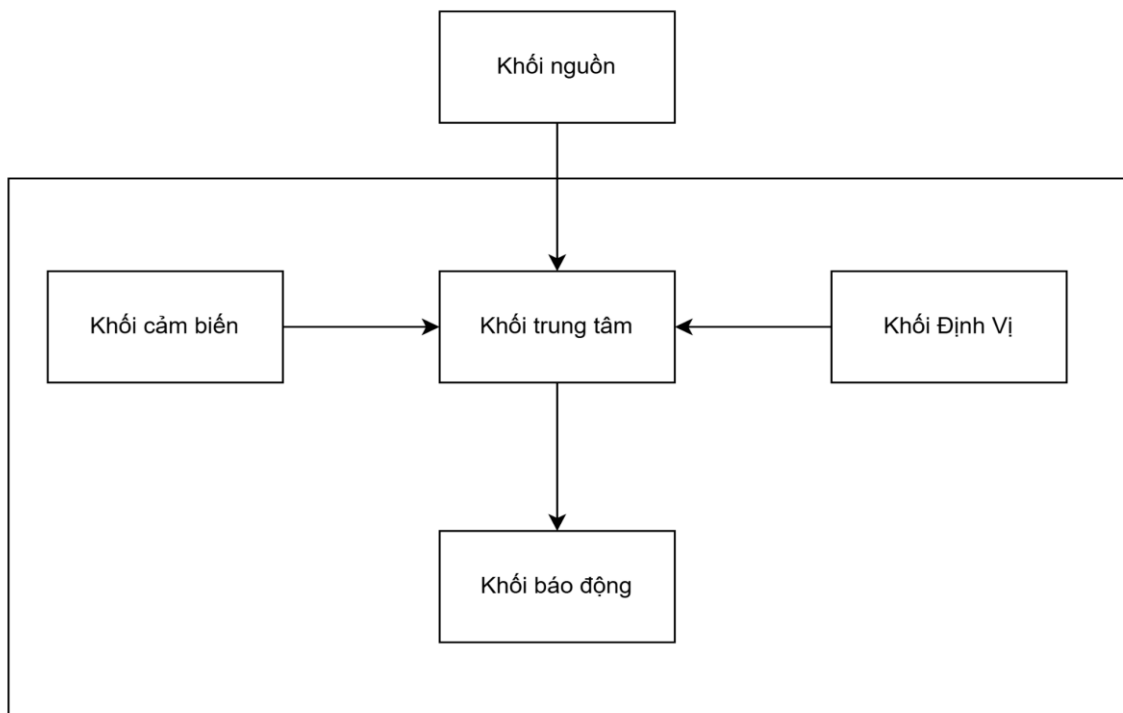 Khối nguồn
Khối cảm biến
Khối trung tâm
Khối Định Vị
Khối báo động